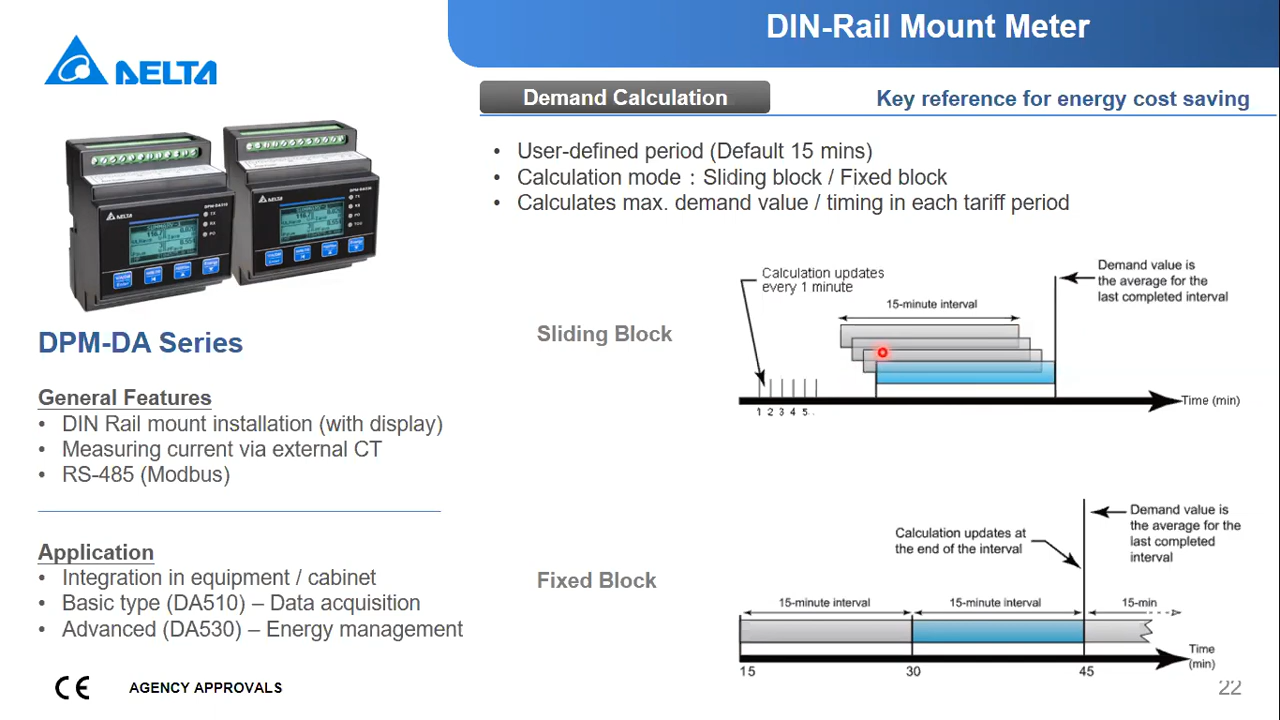 DIN-Rail Mount Meter
DELTA
Demand Calculation
Key reference for energy cost saving
• User-defined period (Default 15 mins)
• Calculation mode：Sliding block / Fixed block
• Calculates max. demand value / timing in each tariff period
DELTA
DELTA
DPM-DA Series
General Features
• DIN Rail mount installation (with display)
• Measuring current via external CT
• RS-485 (Modbus)
Application
• Integration in equipment / cabinet
• Basic type (DA510) – Data acquisition
• Advanced (DA530) – Energy management
CE
AGENCY APPROVALS
Sliding Block
Calculation updates
every 1 minute
15-minute interval
Demand value is
the average for the
last completed interval
1 2 3 4 5 . .
Time (min)
Fixed Block
Calculation updates at
the end of the interval
Demand value is
the average for the
last completed
interval
15-minute interval
15-minute interval
15-min
Time
(min)
15
30
45
22